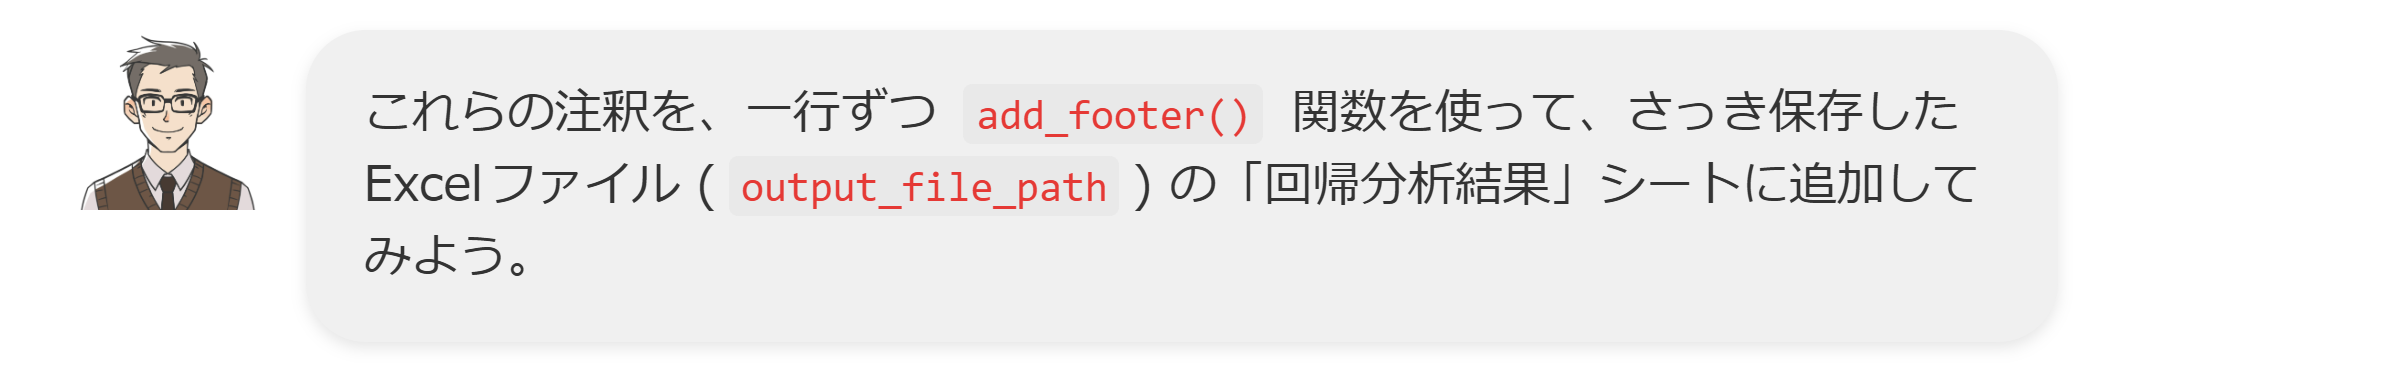 これらの注釈を、一行ずつ add_footer() 関数を使って、さっき保存した
Excelファイル ( output_file_path ) の「回帰分析結果」シートに追加して
みよう。